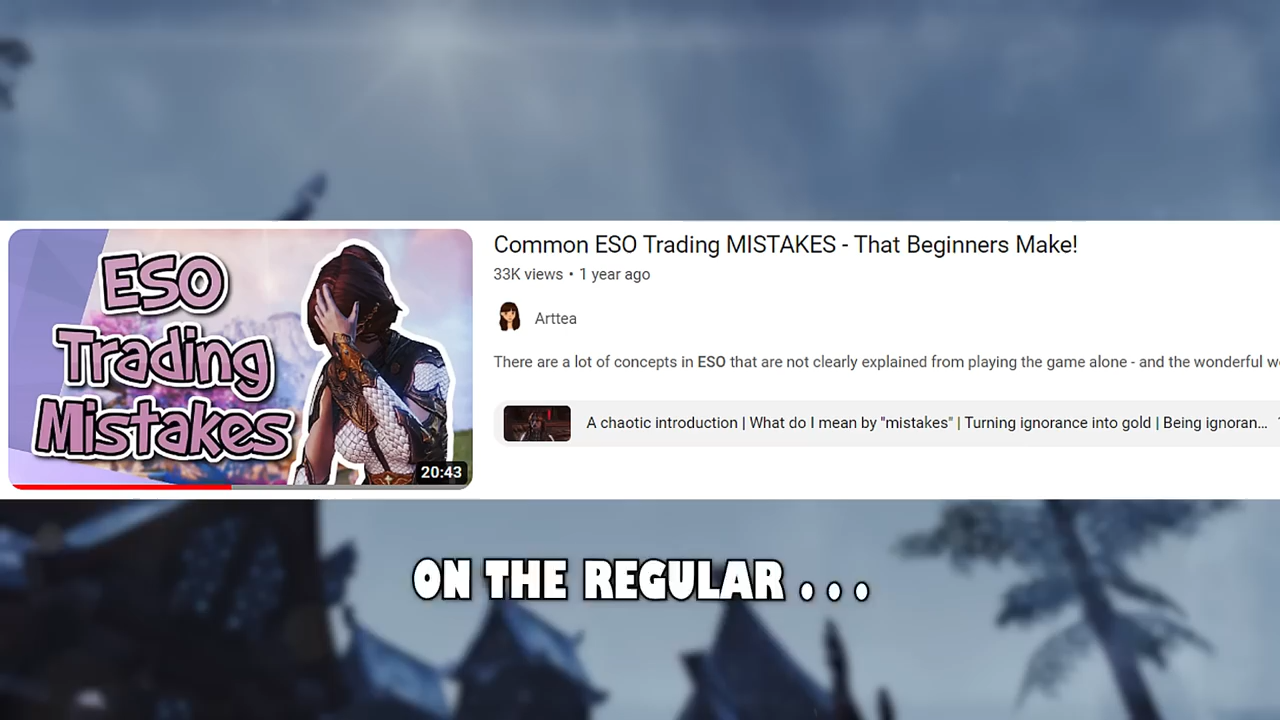 ESO
Trading
Mistakes
20:43
Common ESO Trading MISTAKES - That Beginners Make!
33K views • 1 year ago
Arttea
There are a lot of concepts in ESO that are not clearly explained from playing the game alone - and the wonderful
A chaotic introduction | What do I mean by "mistakes" | Turning ignorance into gold | Being ignoran...
ON THE REGULAR . . .